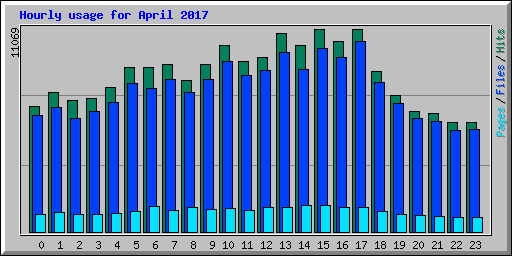 Hourly usage for April 2017
11069
Pages / Files / Hits
0 1 2 3 4 5 6 7 8 9 10 11 12 13 14 15 16 17 18 19 20 21 22 23